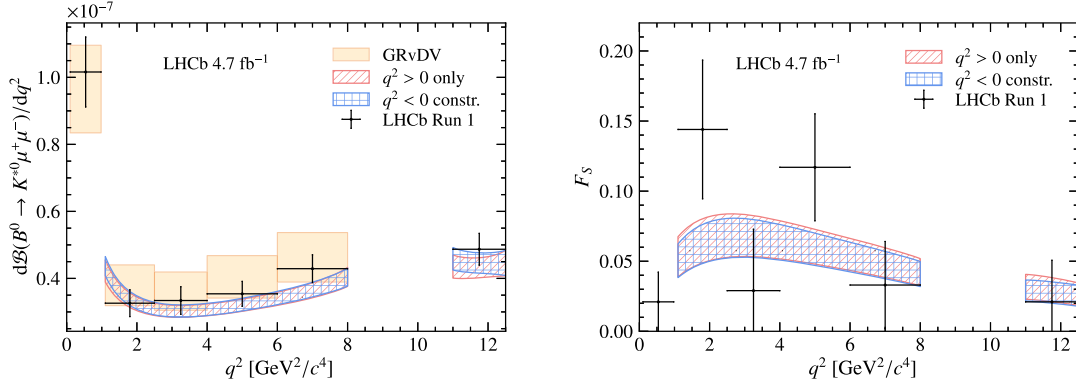 ×10⁻⁷
LHCb 4.7 fb⁻¹
GRvDV
q² > 0 only
q² < 0 constr.
LHCb Run 1
dℬ(B⁰ → K*⁰μ⁺μ⁻)/dq²
1.0
0.8
0.6
0.4
0 2 4 6 8 10 12
q² [GeV²/c⁴]
LHCb 4.7 fb⁻¹
q² > 0 only
q² < 0 constr.
LHCb Run 1
F_S
0.20
0.15
0.10
0.05
0.00
0 2 4 6 8 10 12
q² [GeV²/c⁴]